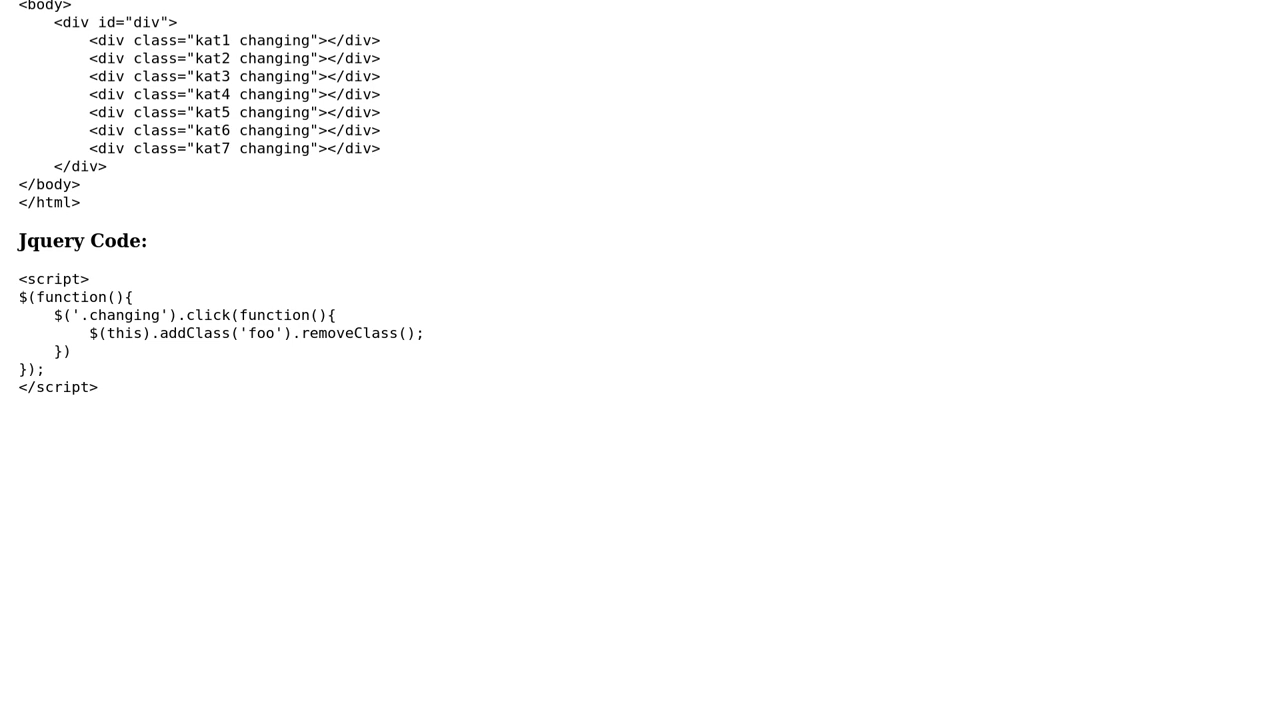 <body>
    <div id="div">
        <div class="kat1 changing"></div>
        <div class="kat2 changing"></div>
        <div class="kat3 changing"></div>
        <div class="kat4 changing"></div>
        <div class="kat5 changing"></div>
        <div class="kat6 changing"></div>
        <div class="kat7 changing"></div>
    </div>
</body>
</html>
Jquery Code:
<script>
$(function(){
    $('.changing').click(function(){
        $(this).addClass('foo').removeClass();
    })
});
</script>